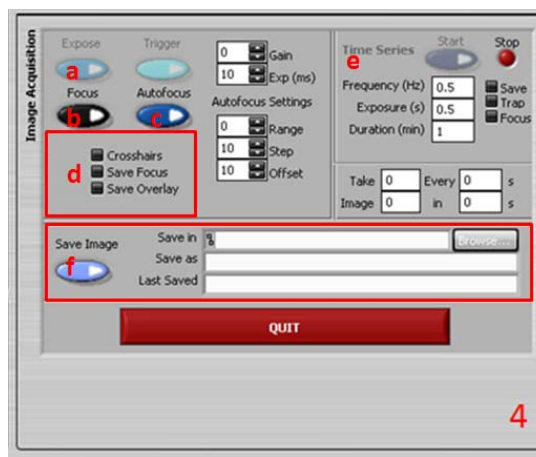 Image Acquisition
Expose Trigger
a
Focus Autofocus
b c
d
Crosshairs
Save Focus
Save Overlay
0 Gain
10 Exp (ms)
Autofocus Settings
0 Range
10 Step
10 Offset
Time Series Start Stop
e
Frequency (Hz) 0.5
Exposure (s) 0.5
Duration (min) 1
Save
Trap
Focus
Take 0 Every 0 s
Image 0 in 0 s
Save Image
f
Save in % Browse...
Save as
Last Saved
QUIT
4